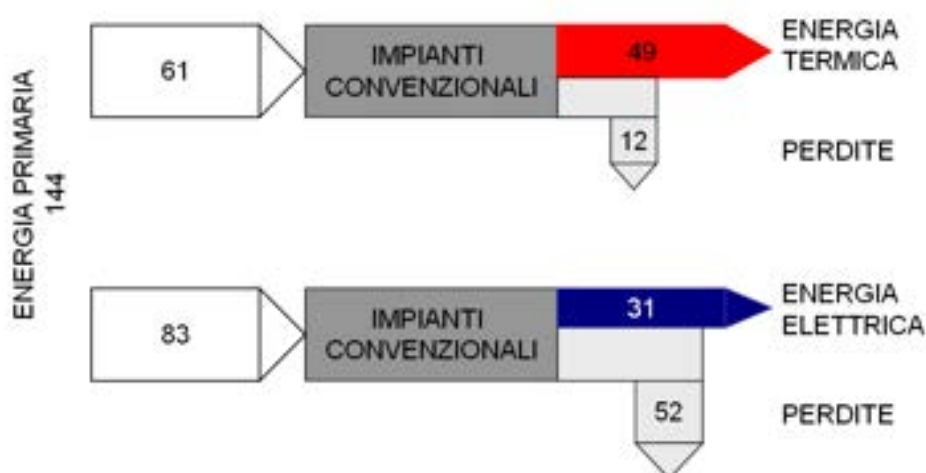 ENERGIA PRIMARIA
144
61
IMPIANTI
CONVENZIONALI
49
ENERGIA
TERMICA
12
PERDITE
83
IMPIANTI
CONVENZIONALI
31
ENERGIA
ELETTRICA
52
PERDITE